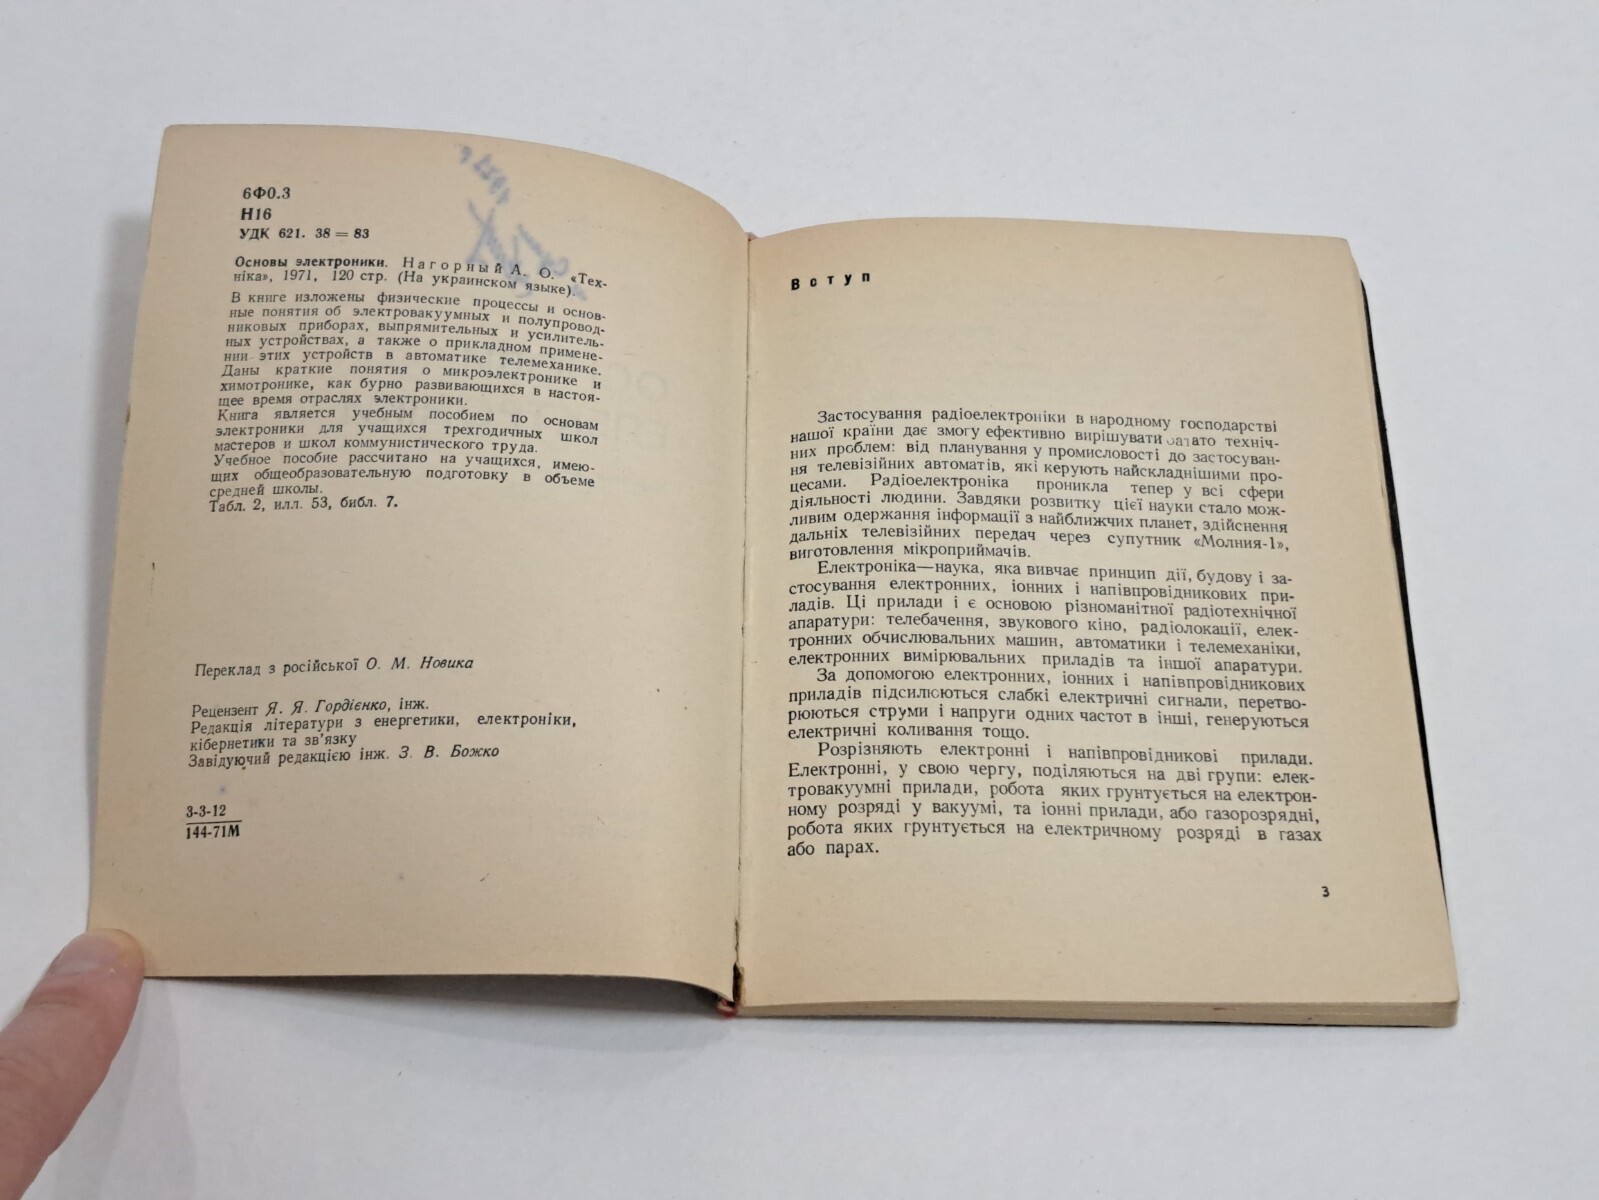 6Ф0.3
Н16
УДК 621. 38 = 83
Основы электроники. Нагорный А. О. «Тех-
ніка», 1971, 120 стр. (На украинском языке).
В книге изложены физические процессы и основ-
ные понятия об электровакуумных и полупровод-
никовых приборах, выпрямительных и усилитель-
ных устройствах, а также о прикладном примене-
нии этих устройств в автоматике телемеханике.
Даны краткие понятия о микроэлектронике и
химотронике, как бурно развивающихся в настоя-
щее время отраслях электроники.
Книга является учебным пособием по основам
электроники для учащихся трехгодичных школ
мастеров и школ коммунистического труда.
Учебное пособие рассчитано на учащихся, имею-
щих общеобразовательную подготовку в объеме
средней школы.
Табл. 2, илл. 53, библ. 7.
Переклад з російської О. М. Новика
Рецензент Я. Я. Гордієнко, інж.
Редакція літератури з енергетики, електроніки,
кібернетики та зв'язку
Завідуючий редакцією інж. З. В. Божко
3-3-12
144-71М
Вступ
Застосування радіоелектроніки в народному господарстві
нашої країни дає змогу ефективно вирішувати багато техніч-
них проблем: від планування у промисловості до застосуван-
ня телевізійних автоматів, які керують найскладнішими про-
цесами. Радіоелектроніка проникла тепер у всі сфери
діяльності людини. Завдяки розвитку цієї науки стало мож-
ливим одержання інформації з найближчих планет, здійснення
дальніх телевізійних передач через супутник «Молния-1»,
виготовлення мікроприймачів.
Електроніка—наука, яка вивчає принцип дії, будову і за-
стосування електронних, іонних і напівпровідникових при-
ладів. Ці прилади і є основою різноманітної радіотехнічної
апаратури: телебачення, звукового кіно, радіолокації, елек-
тронних обчислювальних машин, автоматики і телемеханіки,
електронних вимірювальних приладів та іншої апаратури.
За допомогою електронних, іонних і напівпровідникових
приладів підсилюються слабкі електричні сигнали, перетво-
рюються струми і напруги одних частот в інші, генеруються
електричні коливання тощо.
Розрізняють електронні і напівпровідникові прилади.
Електронні, у свою чергу, поділяються на дві групи: елек-
тровакуумні прилади, робота яких грунтується на електрон-
ному розряді у вакуумі, та іонні прилади, або газорозрядні,
робота яких грунтується на електричному розряді в газах
або парах.
3